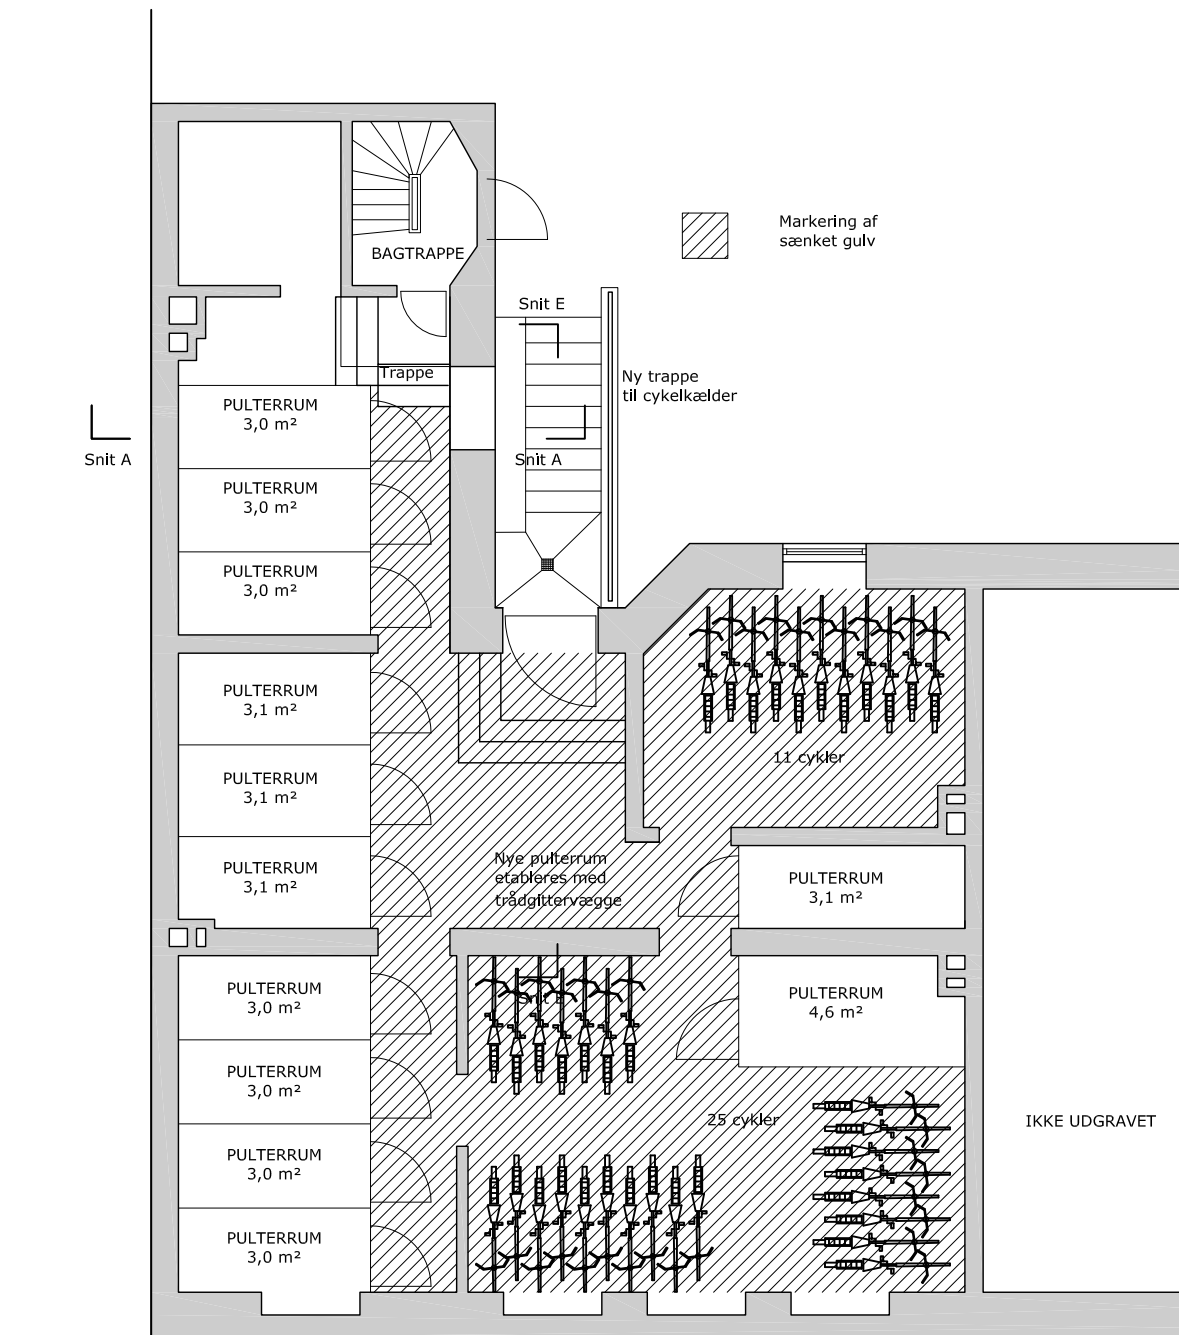 Markering af
sænket gulv
BAGTRAPPE
Snit E
Trappe
Ny trappe
til cykelkælder
PULTERRUM
3,0 m²
Snit A
Snit A
PULTERRUM
3,0 m²
PULTERRUM
3,0 m²
PULTERRUM
3,1 m²
11 cykler
PULTERRUM
3,1 m²
PULTERRUM
3,1 m²
Nye pulterrum
etableres med
trådgittervægge
PULTERRUM
3,1 m²
PULTERRUM
3,0 m²
Snit E
PULTERRUM
4,6 m²
PULTERRUM
3,0 m²
25 cykler
IKKE UDGRAVET
PULTERRUM
3,0 m²
PULTERRUM
3,0 m²